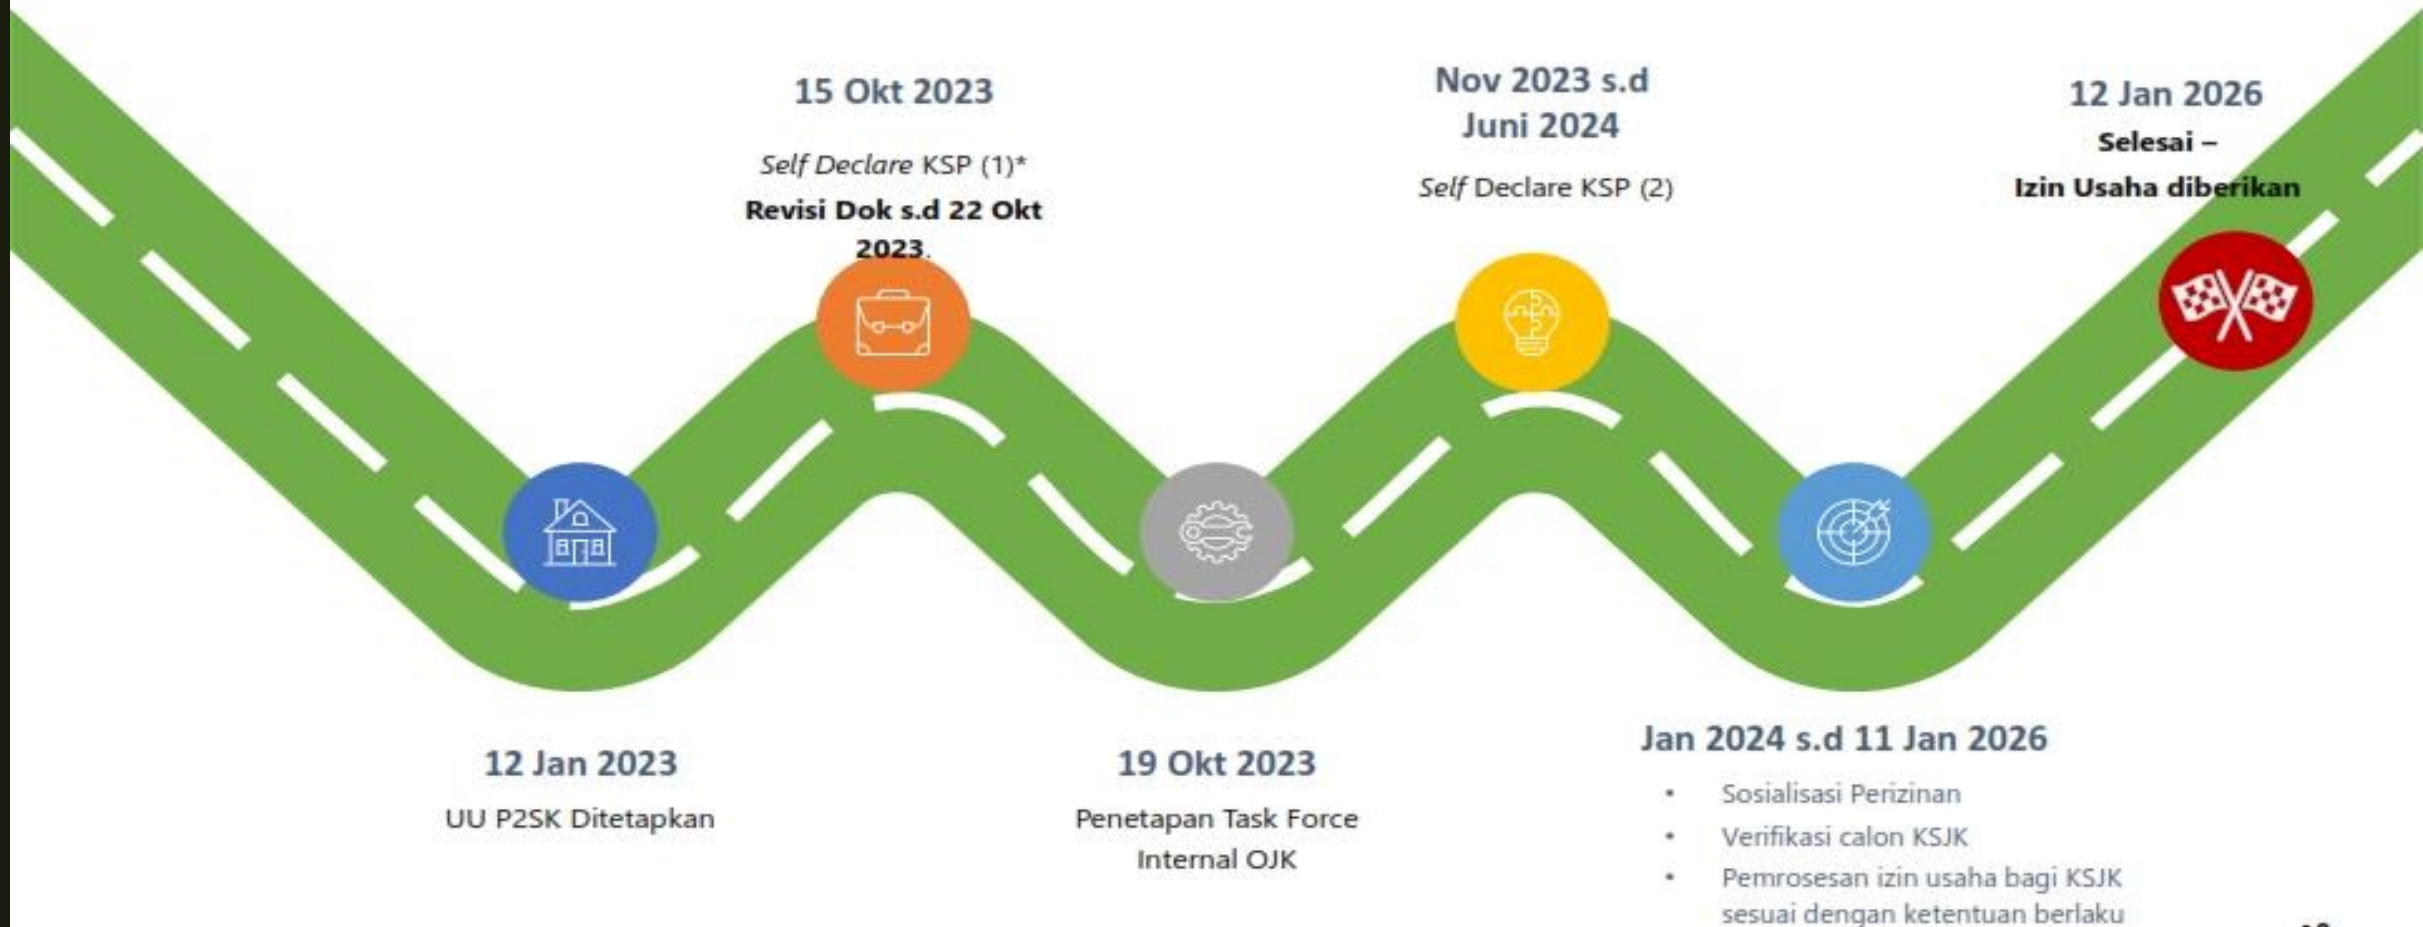 12 Jan 2023
UU P2SK Ditetapkan
15 Okt 2023
Self Declare KSP (1)*
Revisi Dok s.d 22 Okt
2023.
19 Okt 2023
Penetapan Task Force
Internal OJK
Nov 2023 s.d
Juni 2024
Self Declare KSP (2)
Jan 2024 s.d 11 Jan 2026
• Sosialisasi Perizinan
• Verifikasi calon KSJK
• Pemrosesan izin usaha bagi KSJK
sesuai dengan ketentuan berlaku
12 Jan 2026
Selesai –
Izin Usaha diberikan